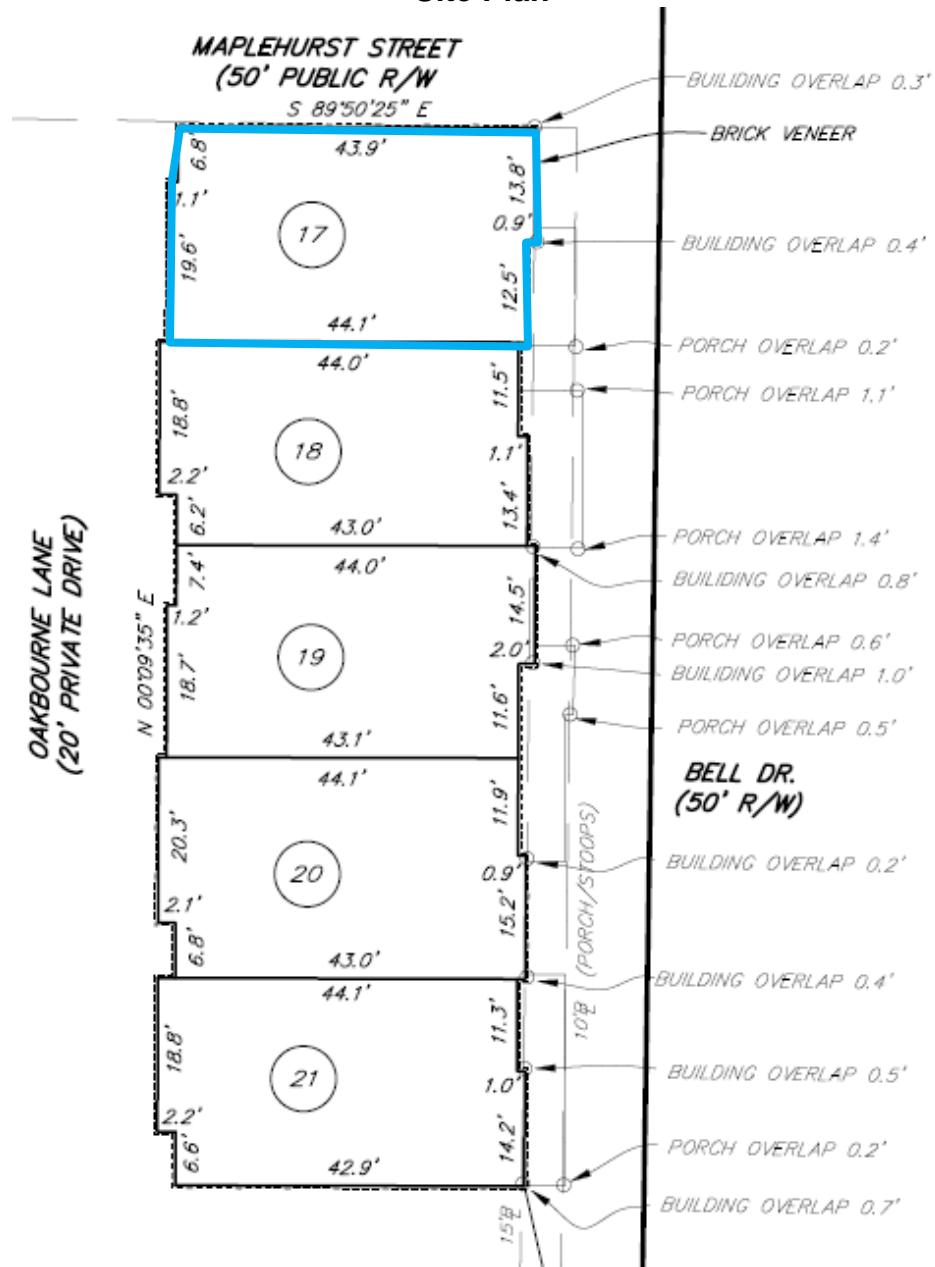 Site Plan
MAPLEHURST STREET
(50' PUBLIC R/W
S 89°50'25" E
BUILIDING OVERLAP 0.3'
BRICK VENEER
43.9'
6.8'
13.8'
1.1'
0.9'
17
BUILIDING OVERLAP 0.4'
19.6'
12.5'
44.1'
PORCH OVERLAP 0.2'
44.0'
11.5'
PORCH OVERLAP 1.1'
18.8'
18
1.1'
2.2'
13.4'
6.2'
43.0'
PORCH OVERLAP 1.4'
44.0'
7.4'
14.5'
BUILIDING OVERLAP 0.8'
OAKBOURNE LANE
(20' PRIVATE DRIVE)
N 00°09'35" E
1.2'
19
2.0'
PORCH OVERLAP 0.6'
BUILIDING OVERLAP 1.0'
18.7'
11.6'
PORCH OVERLAP 0.5'
43.1'
44.1'
BELL DR.
(50' R/W)
11.9'
20.3'
20
0.9'
BUILDING OVERLAP 0.2'
(PORCH/STOOPS)
2.1'
15.2'
6.8'
43.0'
BUILDING OVERLAP 0.4'
44.1'
11.3'
10'℄
18.8'
21
1.0'
BUILDING OVERLAP 0.5'
2.2'
14.2'
6.6'
42.9'
PORCH OVERLAP 0.2'
BUILDING OVERLAP 0.7'